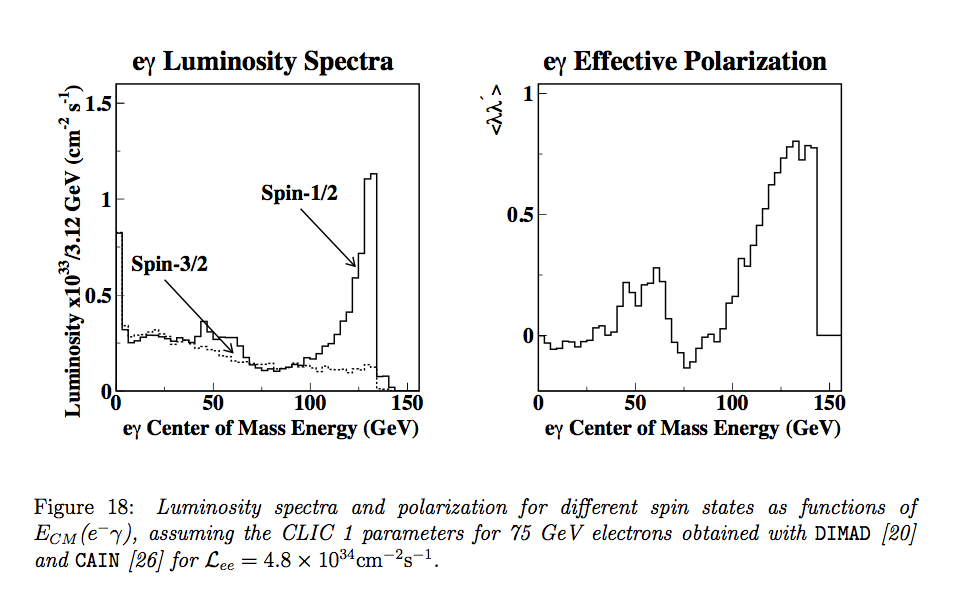 eγ Luminosity Spectra
Luminosity x10³³/3.12 GeV (cm⁻² s⁻¹)
1.5
1
0.5
0
Spin-1/2
Spin-3/2
0 50 100 150
eγ Center of Mass Energy (GeV)
eγ Effective Polarization
<λλ′>
1
0.5
0
0 50 100 150
eγ Center of Mass Energy (GeV)
Figure 18: Luminosity spectra and polarization for different spin states as functions of
E_CM(e⁻γ), assuming the CLIC 1 parameters for 75 GeV electrons obtained with DIMAD [20]
and CAIN [26] for ℒ_ee = 4.8 × 10³⁴cm⁻²s⁻¹.